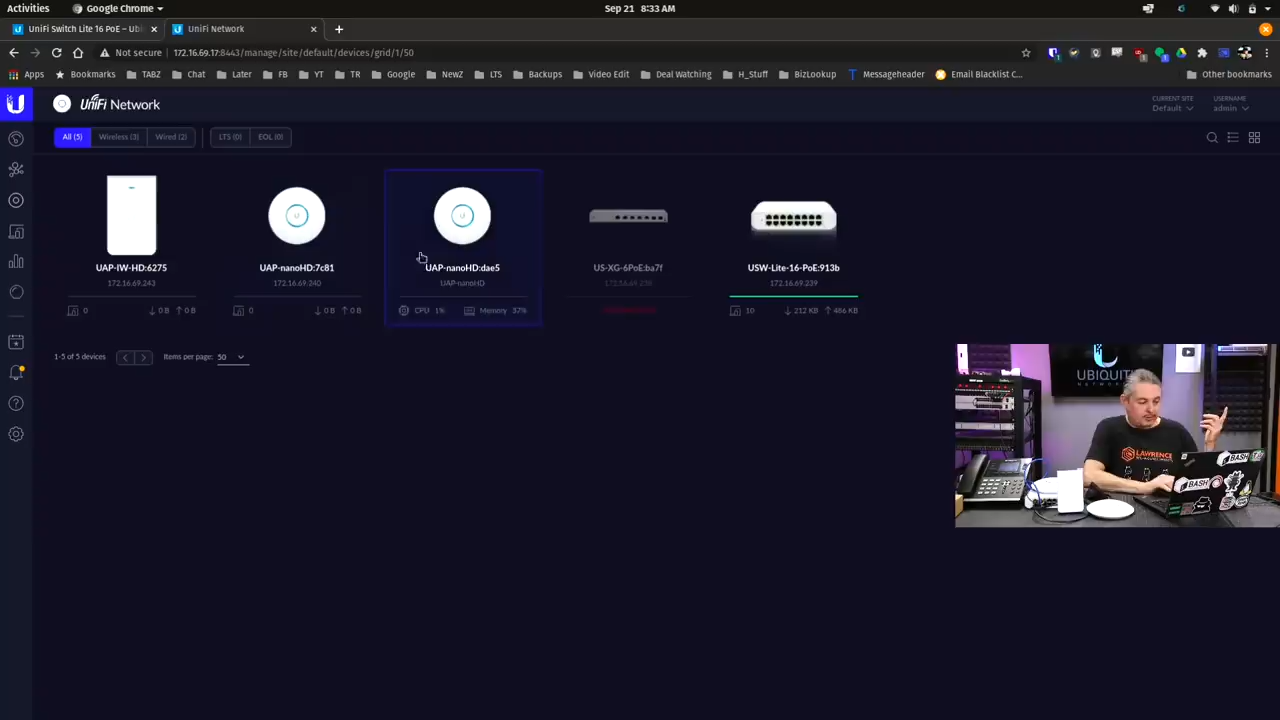 Activities
Google Chrome
Sep 21 8:33 AM
UniFi Switch Lite 16 PoE – Ubi
UniFi Network
Not secure
172.16.69.17:8443/manage/site/default/devices/grid/1/50
Apps
Bookmarks
TABZ
Chat
Later
FB
YT
TR
Google
NewZ
LTS
Backups
Video Edit
Deal Watching
H_Stuff
BizLookup
Messageheader
Email Blacklist C...
Other bookmarks
UniFi Network
CURRENT SITE
Default
USERNAME
admin
All (5)
Wireless (3)
Wired (2)
LTS (0)
EOL (0)
UAP-IW-HD:6275
172.16.69.243
0
0 B
0 B
UAP-nanoHD:7c81
172.16.69.240
0
0 B
0 B
UAP-nanoHD:dae5
UAP-nanoHD
CPU 1%
Memory 37%
US-XG-6PoE:ba7f
USW-Lite-16-PoE:913b
172.16.69.239
10
212 KB
486 KB
1-5 of 5 devices
Items per page: 50
UBIQUITI
NETWORKS
LAWRENCE
BASH
BASH